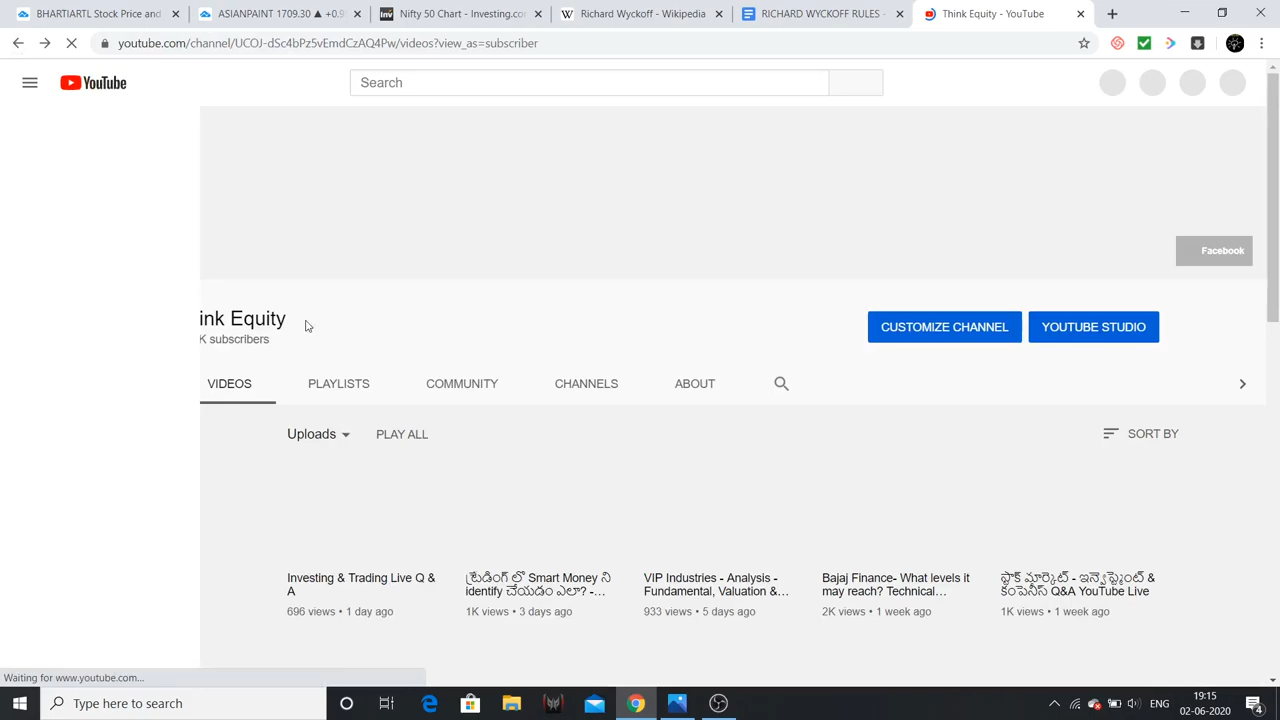 BHARTIARTL Stock Price and
ASIANPAINT 1709.30 ▲ +0.9
Nifty 50 Chart - Investing.co
Richard Wyckoff - Wikipedia
RICHARD WYCKOFF RULES -
Think Equity - YouTube
youtube.com/channel/UCOJ-dSc4bPz5vEmdCzAQ4Pw/videos?view_as=subscriber
YouTube
Search
Facebook
ink Equity
K subscribers
CUSTOMIZE CHANNEL
YOUTUBE STUDIO
VIDEOS
PLAYLISTS
COMMUNITY
CHANNELS
ABOUT
Uploads
PLAY ALL
SORT BY
Investing & Trading Live Q &
A
696 views • 1 day ago
ట్రేడింగ్ లో Smart Money ని
identify చేయడం ఎలా? -...
1K views • 3 days ago
VIP Industries - Analysis -
Fundamental, Valuation &...
933 views • 5 days ago
Bajaj Finance- What levels it
may reach? Technical...
2K views • 1 week ago
స్టాక్ మార్కెట్ - ఇన్వెస్ట్మెంట్ &
కంపెనీస్ Q&A YouTube Live
1K views • 1 week ago
Waiting for www.youtube.com...
Type here to search
ENG
19:15
02-06-2020
4